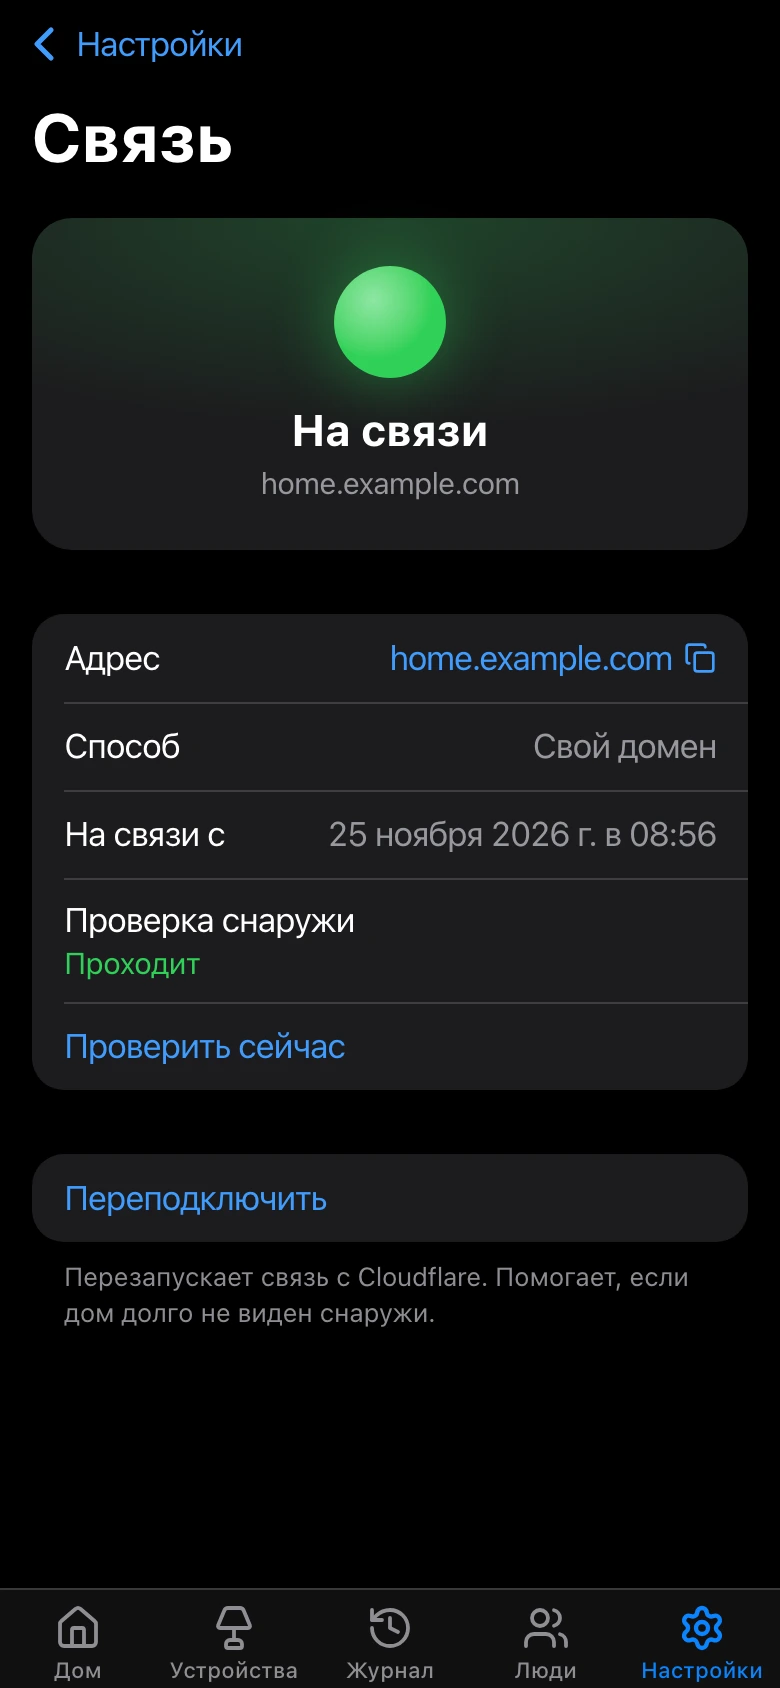 Настройки
Связь
На связи
home.example.com
Адрес home.example.com
Способ Свой домен
На связи с 25 ноября 2026 г. в 08:56
Проверка снаружи
Проходит
Проверить сейчас
Переподключить
Перезапускает связь с Cloudflare. Помогает, если
дом долго не виден снаружи.
Дом Устройства Журнал Люди Настройки